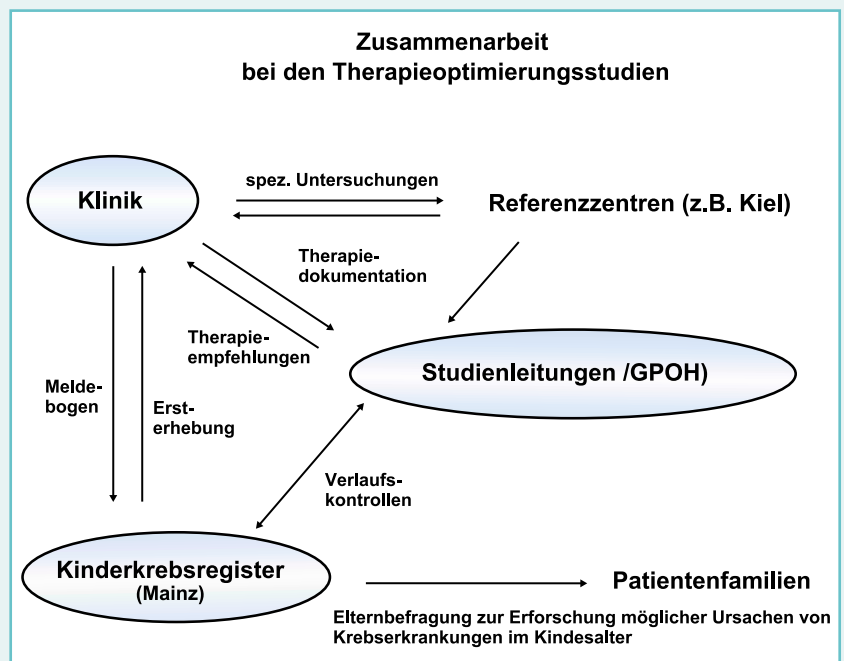 Zusammenarbeit
bei den Therapieoptimierungsstudien
Klinik
spez. Untersuchungen
Referenzzentren (z.B. Kiel)
Therapie-
dokumentation
Therapie-
empfehlungen
Studienleitungen /GPOH)
Melde-
bogen
Erst-
erhebung
Verlaufs-
kontrollen
Kinderkrebsregister
(Mainz)
Patientenfamilien
Elternbefragung zur Erforschung möglicher Ursachen von
Krebserkrankungen im Kindesalter